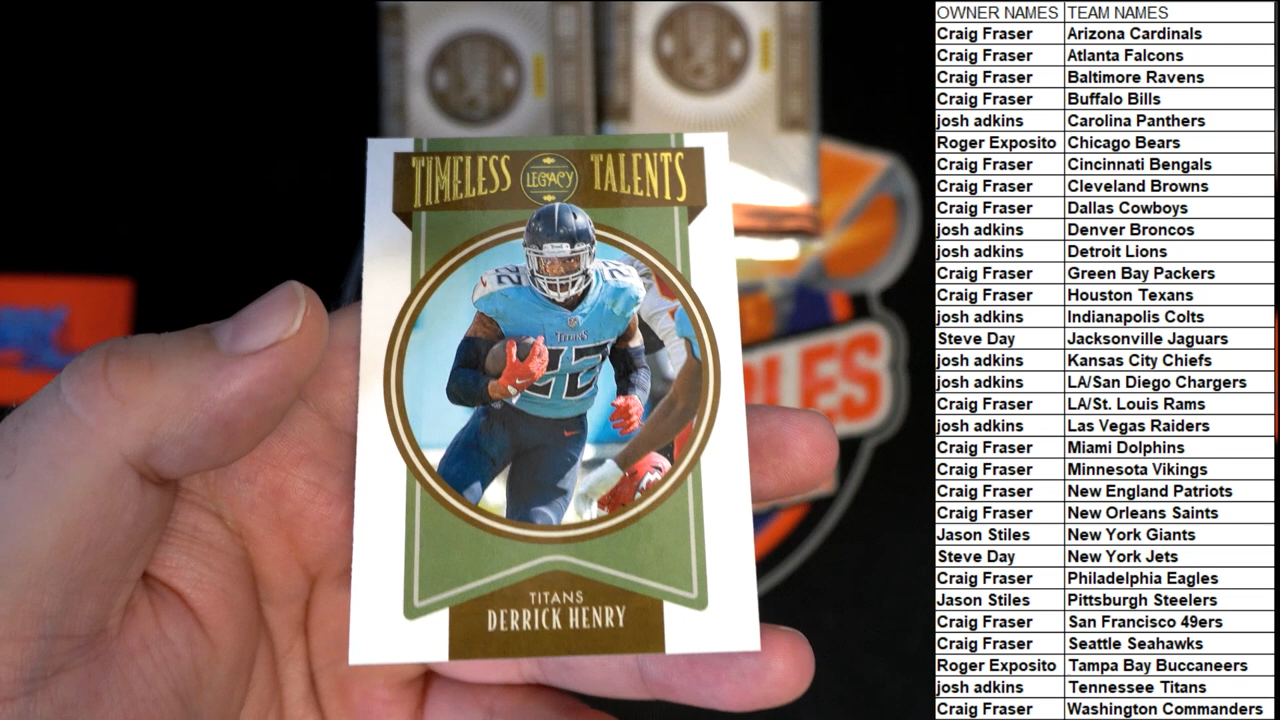 TIMELESS LEGACY TALENTS
TITANS
22
TITANS
DERRICK HENRY
OWNER NAMES TEAM NAMES
Craig Fraser Arizona Cardinals
Craig Fraser Atlanta Falcons
Craig Fraser Baltimore Ravens
Craig Fraser Buffalo Bills
josh adkins Carolina Panthers
Roger Exposito Chicago Bears
Craig Fraser Cincinnati Bengals
Craig Fraser Cleveland Browns
Craig Fraser Dallas Cowboys
josh adkins Denver Broncos
josh adkins Detroit Lions
Craig Fraser Green Bay Packers
Craig Fraser Houston Texans
josh adkins Indianapolis Colts
Steve Day Jacksonville Jaguars
josh adkins Kansas City Chiefs
josh adkins LA/San Diego Chargers
Craig Fraser LA/St. Louis Rams
josh adkins Las Vegas Raiders
Craig Fraser Miami Dolphins
Craig Fraser Minnesota Vikings
Craig Fraser New England Patriots
Craig Fraser New Orleans Saints
Jason Stiles New York Giants
Steve Day New York Jets
Craig Fraser Philadelphia Eagles
Jason Stiles Pittsburgh Steelers
Craig Fraser San Francisco 49ers
Craig Fraser Seattle Seahawks
Roger Exposito Tampa Bay Buccaneers
josh adkins Tennessee Titans
Craig Fraser Washington Commanders